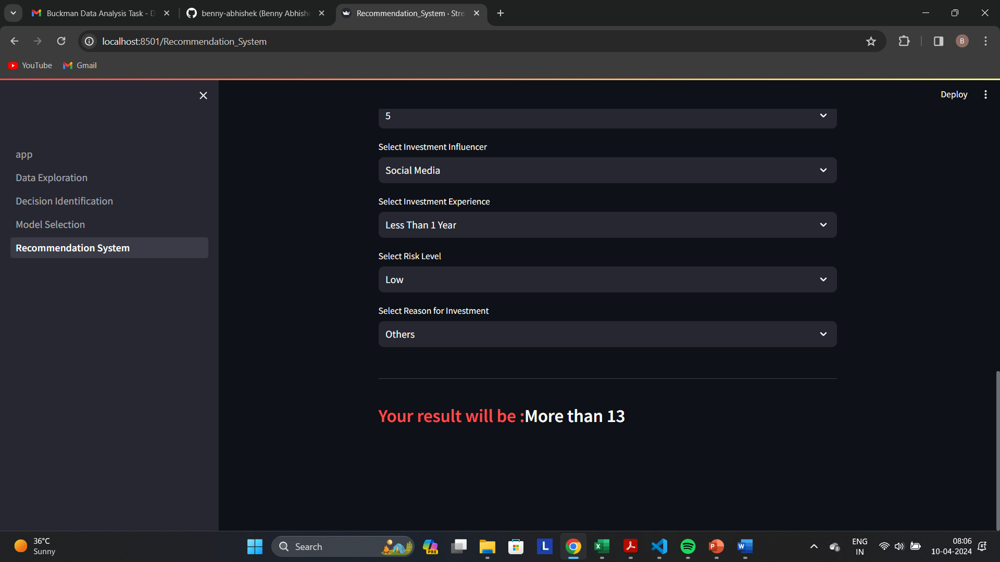 Buckman Data Analysis Task - D
benny-abhishek (Benny Abhishe
Recommendation_System · Stre
localhost:8501/Recommendation_System
B
YouTube
Gmail
Deploy
app
Data Exploration
Decision Identification
Model Selection
Recommendation System
5
Select Investment Influencer
Social Media
Select Investment Experience
Less Than 1 Year
Select Risk Level
Low
Select Reason for Investment
Others
Your result will be :More than 13
36°C
Sunny
Search
PRE
L
ENG
IN
08:06
10-04-2024